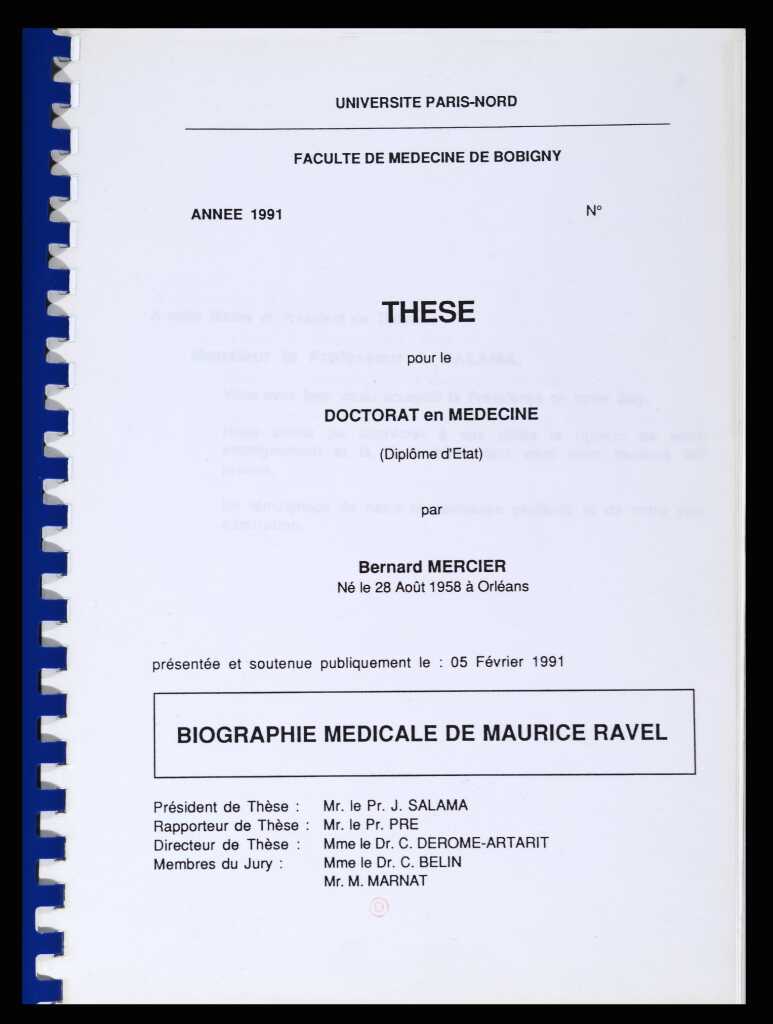 UNIVERSITE PARIS-NORD
FACULTE DE MEDECINE DE BOBIGNY
ANNEE 1991 N°
THESE
pour le
DOCTORAT en MEDECINE
(Diplôme d'Etat)
par
Bernard MERCIER
Né le 28 Août 1958 à Orléans
présentée et soutenue publiquement le : 05 Février 1991
BIOGRAPHIE MEDICALE DE MAURICE RAVEL
Président de Thèse : Mr. le Pr. J. SALAMA
Rapporteur de Thèse : Mr. le Pr. PRE
Directeur de Thèse : Mme le Dr. C. DEROME-ARTARIT
Membres du Jury : Mme le Dr. C. BELIN
Mr. M. MARNAT